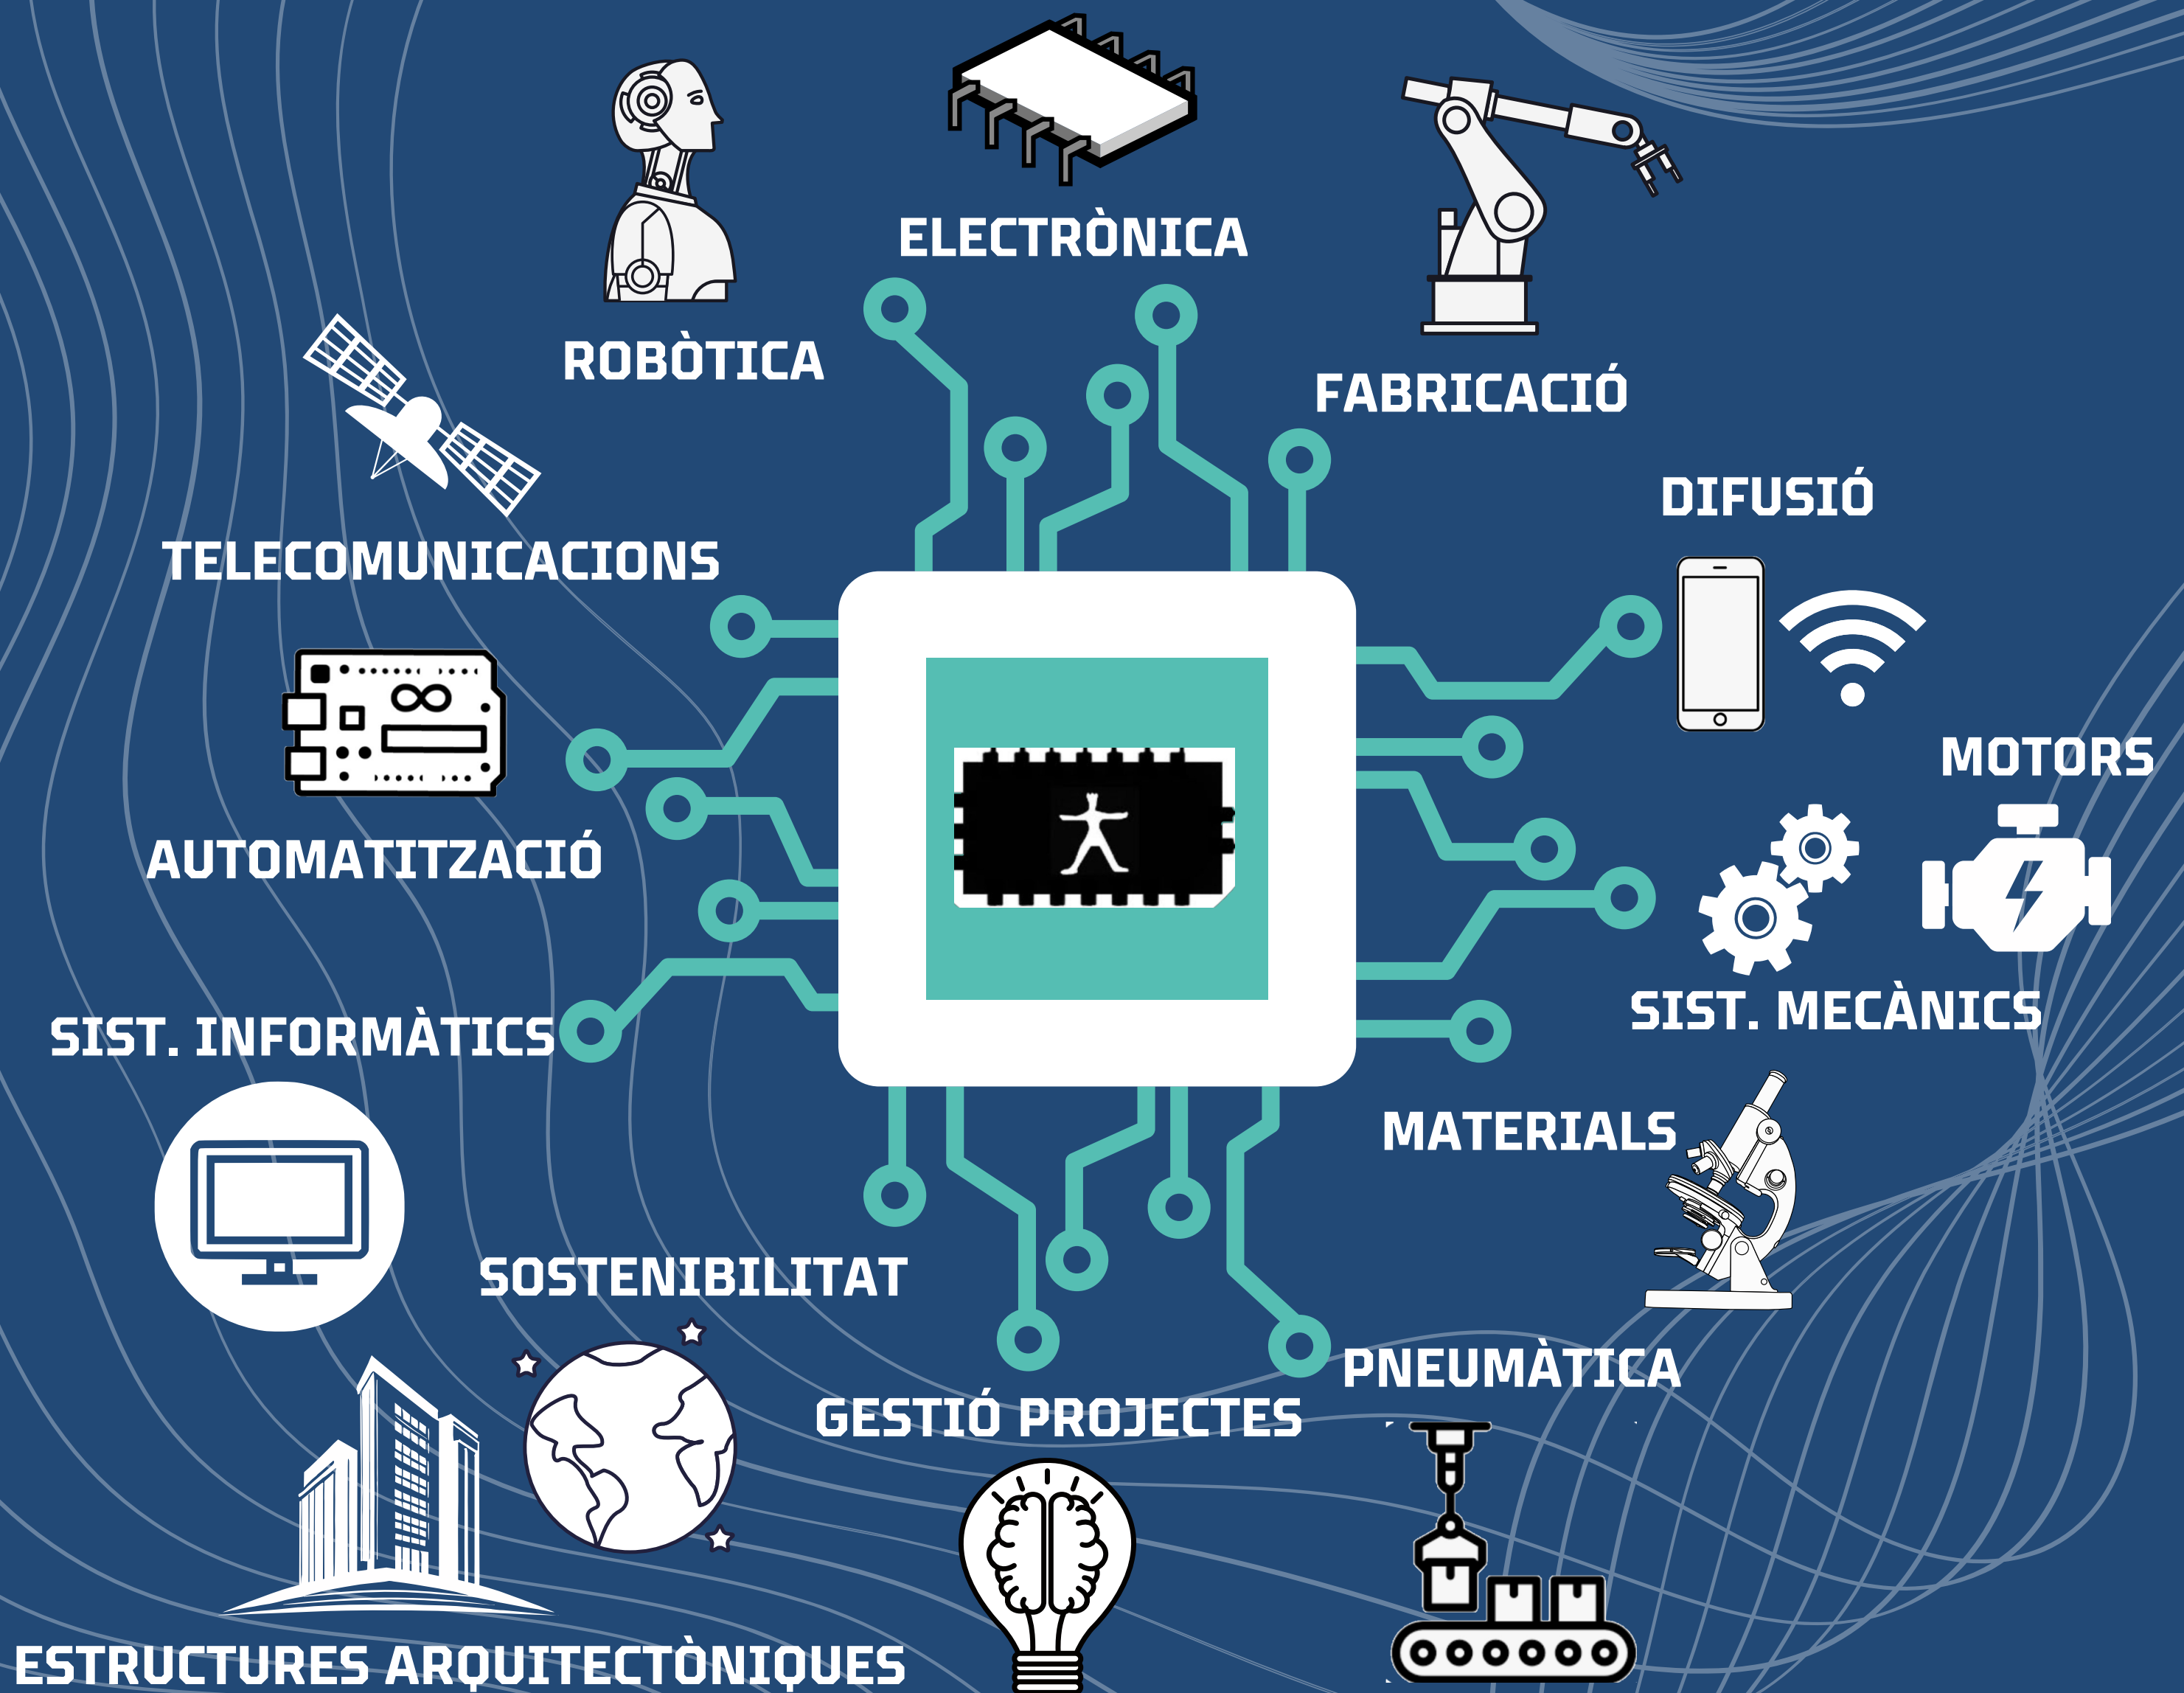 ELECTRÒNICA
ROBÒTICA
FABRICACIÓ
DIFUSIÓ
TELECOMUNICACIONS
MOTORS
AUTOMATITZACIÓ
SIST. INFORMÀTICS
SIST. MECÀNICS
MATERIALS
SOSTENIBILITAT
PNEUMÀTICA
GESTIÓ PROJECTES
ESTRUCTURES ARQUITECTÒNIQUES